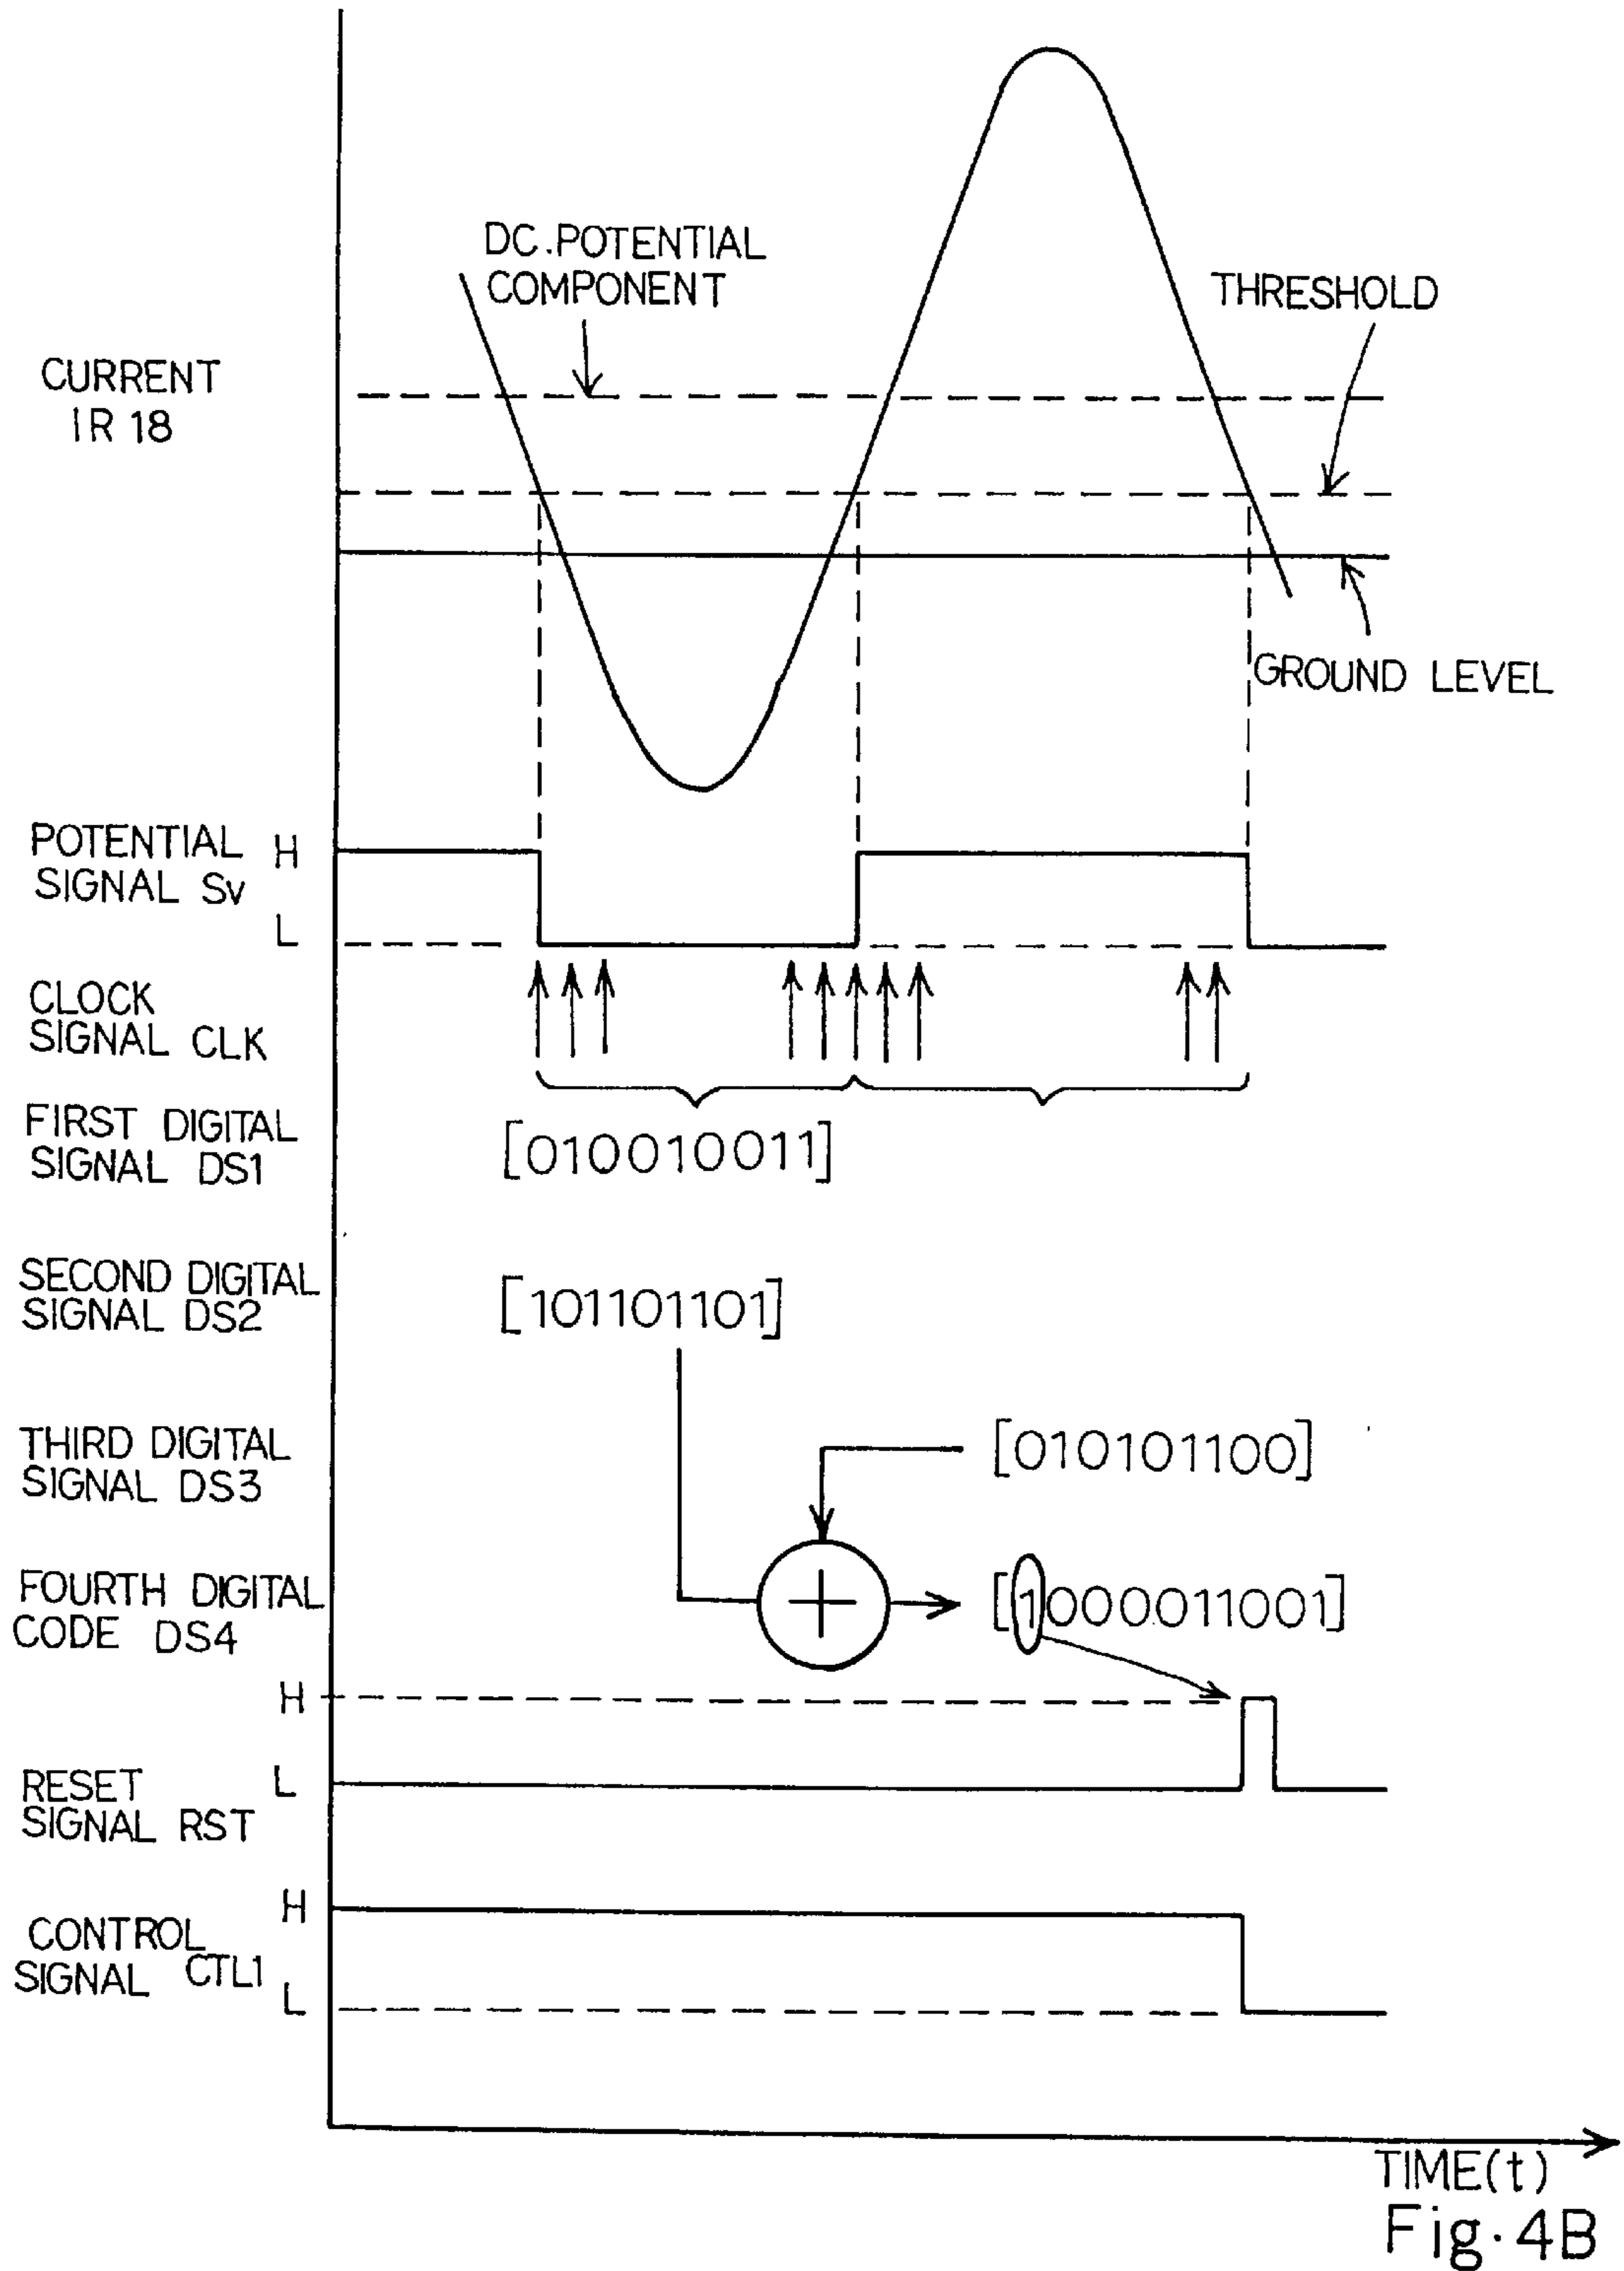 DC.POTENTIAL
COMPONENT
THRESHOLD
CURRENT
IR 18
GROUND LEVEL
POTENTIAL
SIGNAL Sv
H
L
CLOCK
SIGNAL CLK
FIRST DIGITAL
SIGNAL DS1
[010010011]
SECOND DIGITAL
SIGNAL DS2
[101101101]
THIRD DIGITAL
SIGNAL DS3
[010101100]
FOURTH DIGITAL
CODE DS4
+
[1000011001]
H
L
RESET
SIGNAL RST
H
CONTROL
SIGNAL CTL1
L
TIME(t)
Fig. 4B